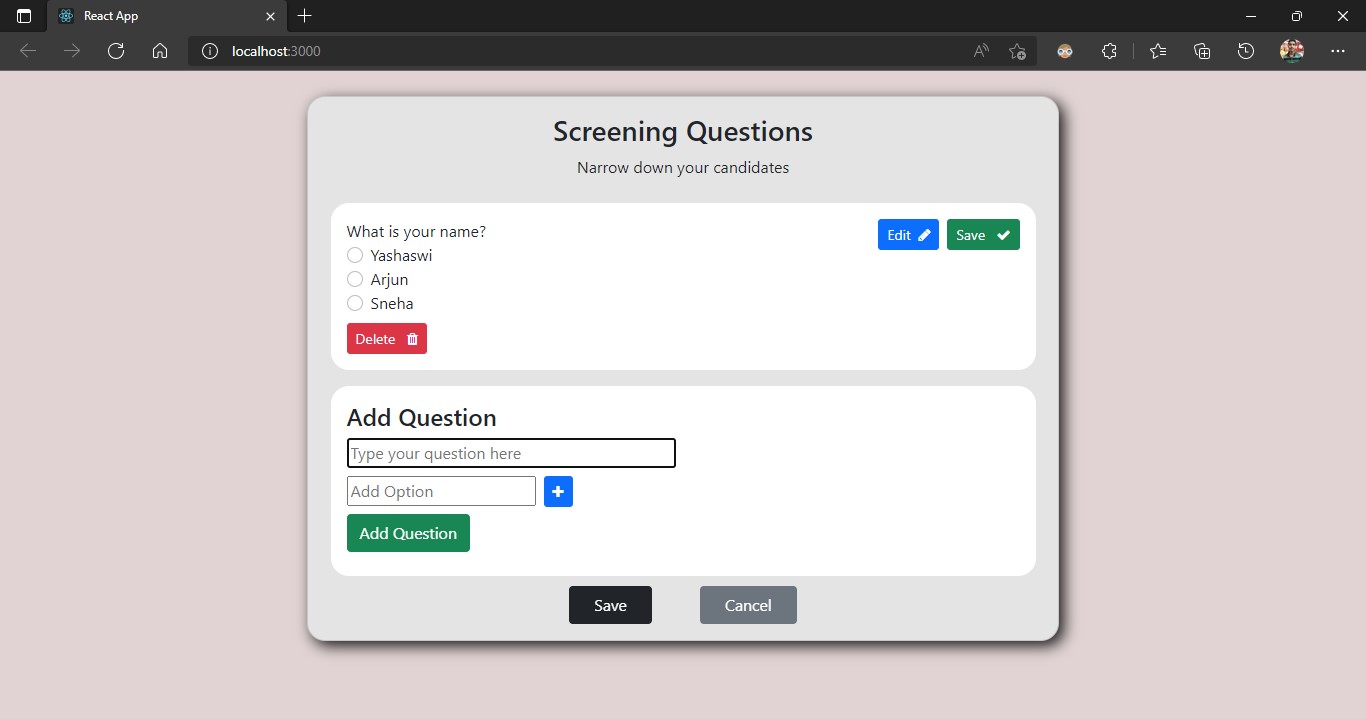 React App
localhost:3000
Screening Questions
Narrow down your candidates
What is your name?
Edit
Save
Yashaswi
Arjun
Sneha
Delete
Add Question
Type your question here
Add Option
Add Question
Save
Cancel